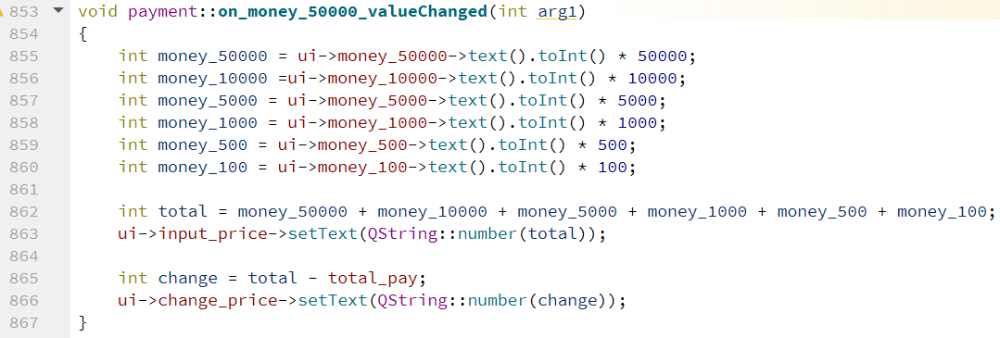 853 void payment::on_money_50000_valueChanged(int arg1)
854 {
855     int money_50000 = ui->money_50000->text().toInt() * 50000;
856     int money_10000 =ui->money_10000->text().toInt() * 10000;
857     int money_5000 = ui->money_5000->text().toInt() * 5000;
858     int money_1000 = ui->money_1000->text().toInt() * 1000;
859     int money_500 = ui->money_500->text().toInt() * 500;
860     int money_100 = ui->money_100->text().toInt() * 100;
861
862     int total = money_50000 + money_10000 + money_5000 + money_1000 + money_500 + money_100;
863     ui->input_price->setText(QString::number(total));
864
865     int change = total - total_pay;
866     ui->change_price->setText(QString::number(change));
867 }